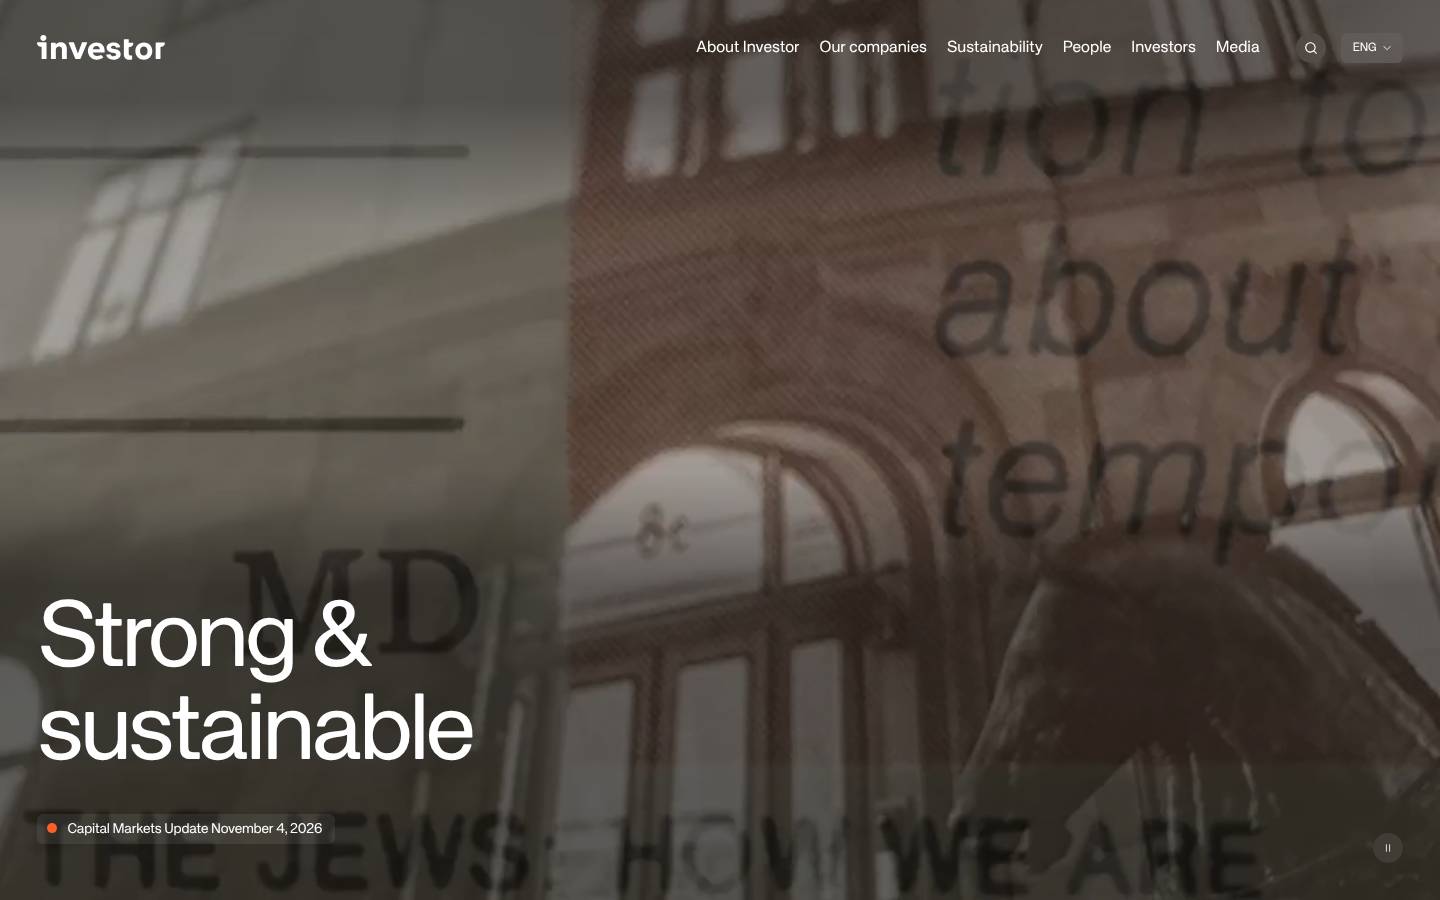 investor
About Investor Our companies Sustainability People Investors Media ENG
tion to
about
tempor
&c
MD
Strong &
sustainable
Capital Markets Update November 4, 2026
THE JEWS: HOW WE ARE